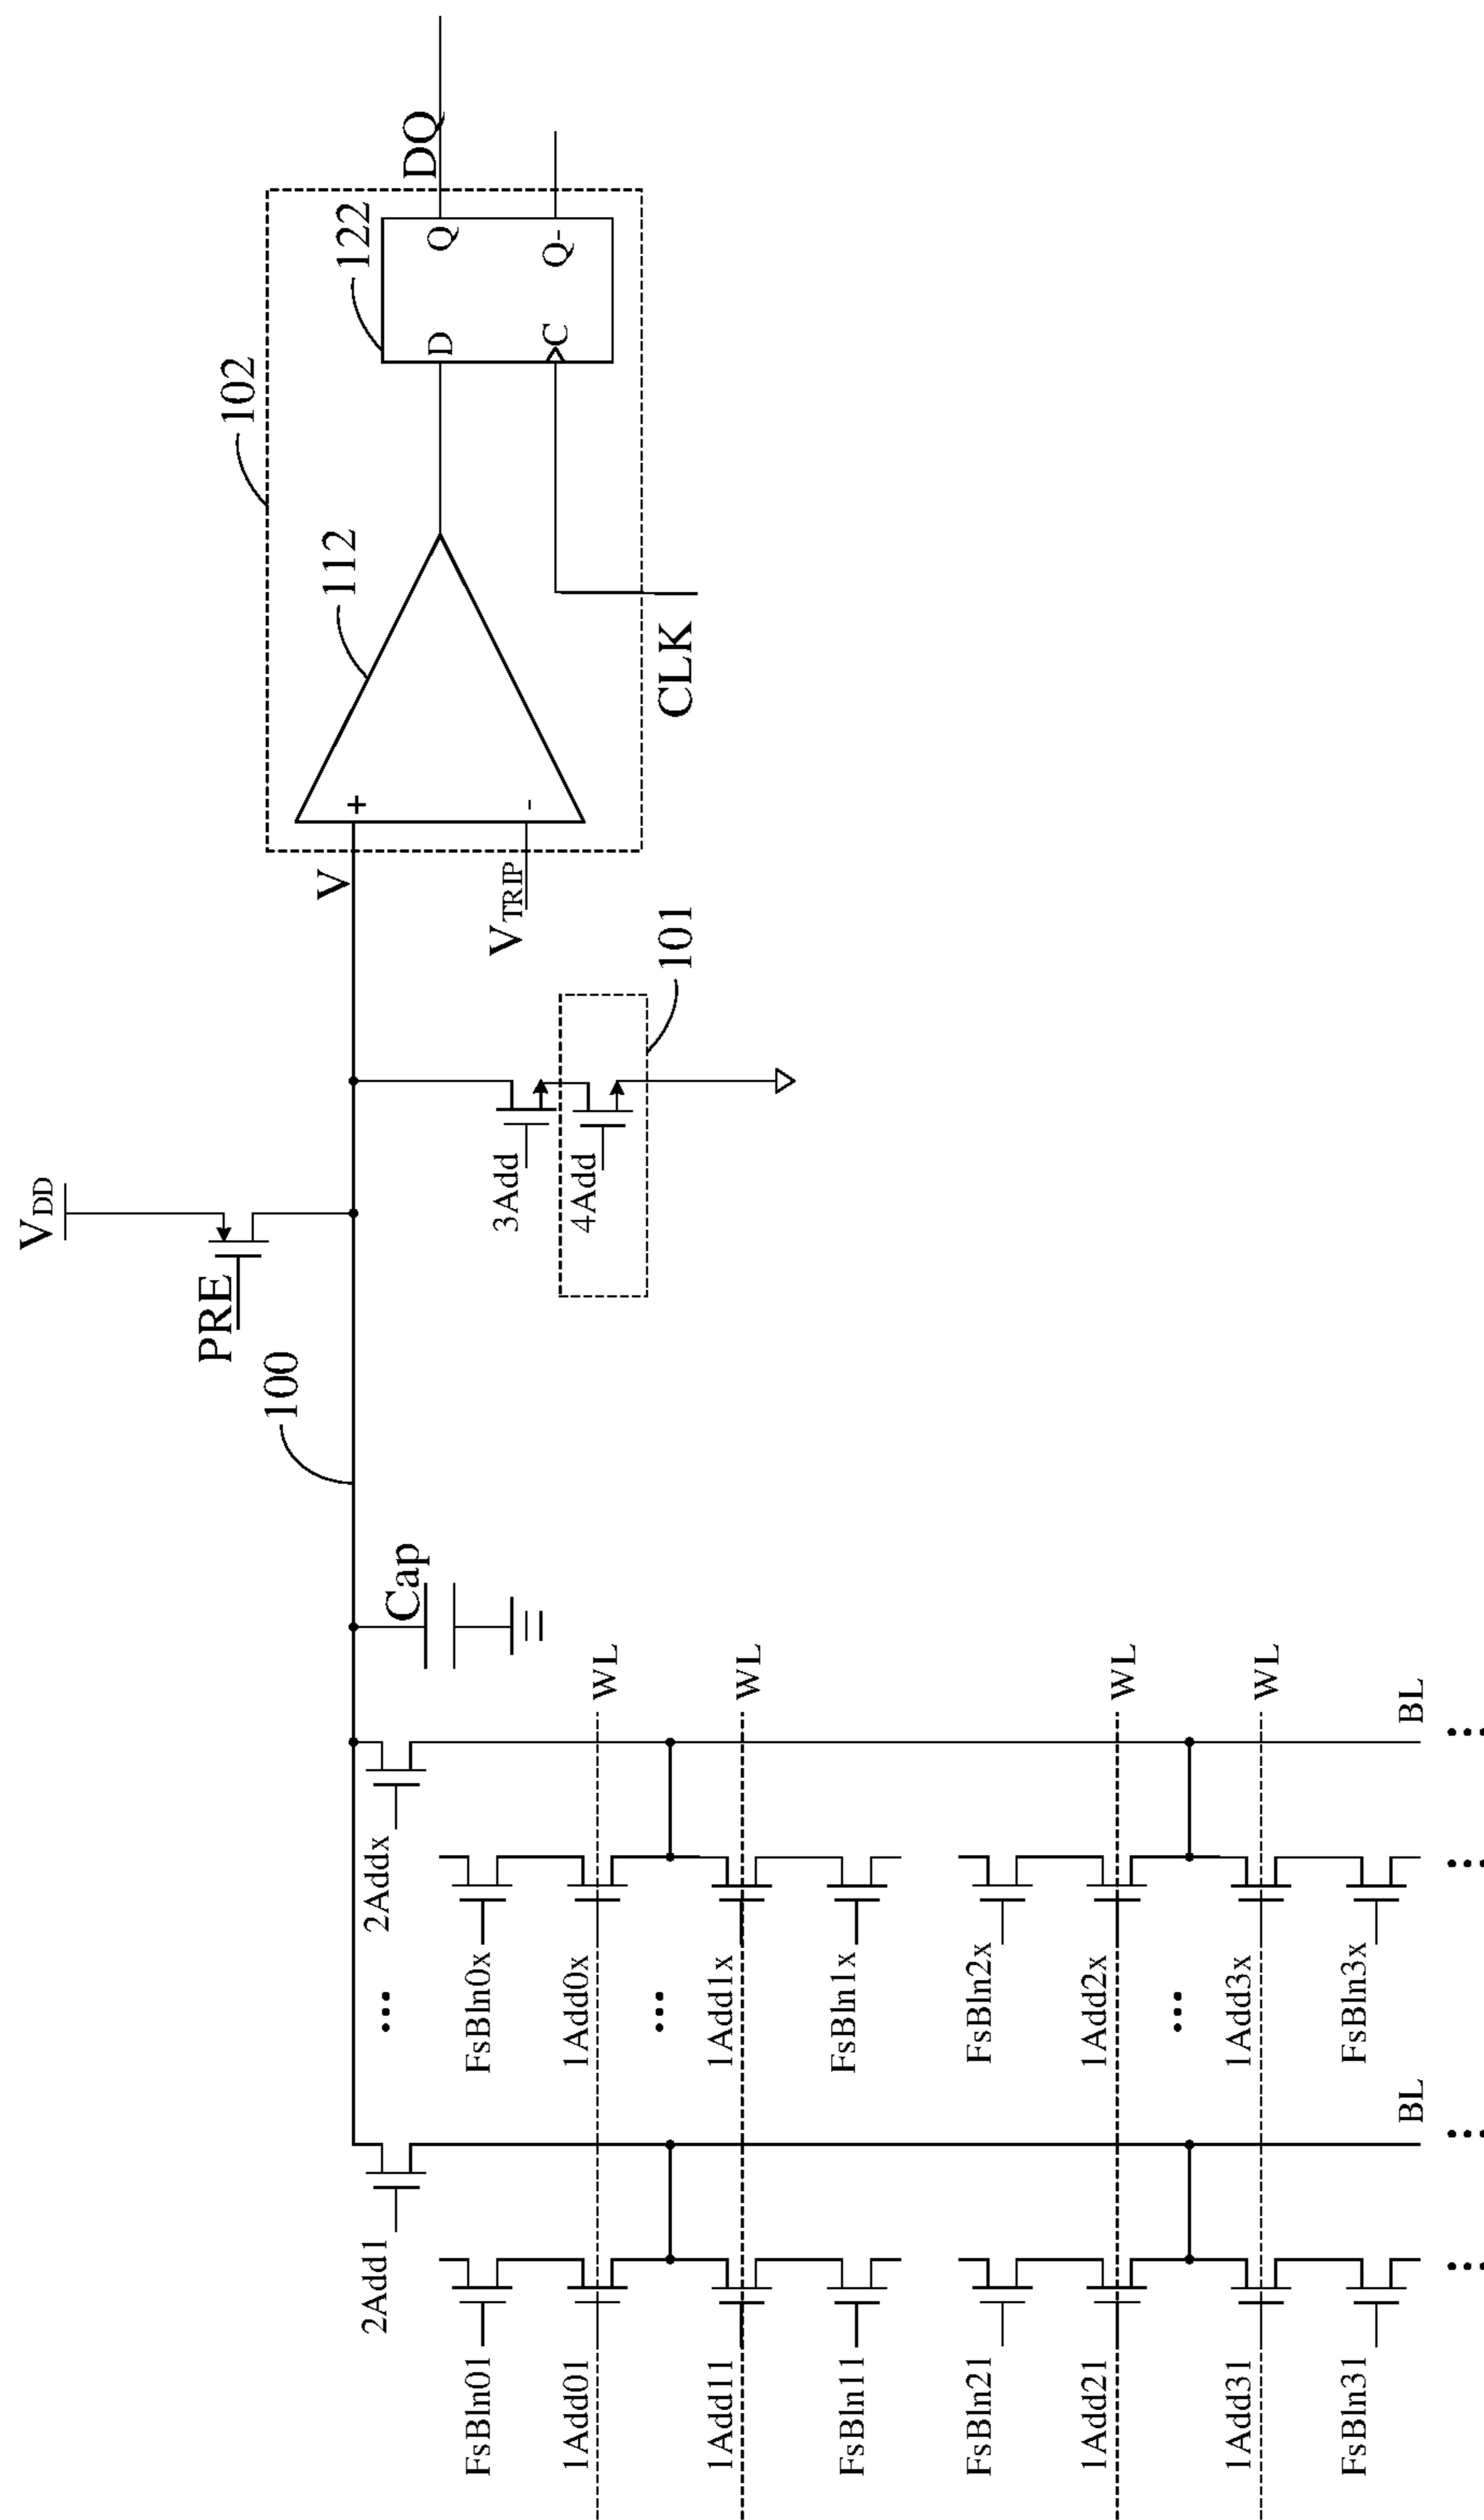 VDD
PRE
100
Cap
V
VTRIP
3Add
4Add
101
102
112
+
-
122
D
Q
C
Q-
DQ
CLK
2Add1
...
2Addx
FsBln01
FsBln0x
WL
1Add01
1Add0x
...
WL
1Add11
1Add1x
FsBln11
FsBln1x
FsBln21
FsBln2x
WL
1Add21
1Add2x
...
WL
1Add31
1Add3x
FsBln31
FsBln3x
BL
BL
...
...
...
...